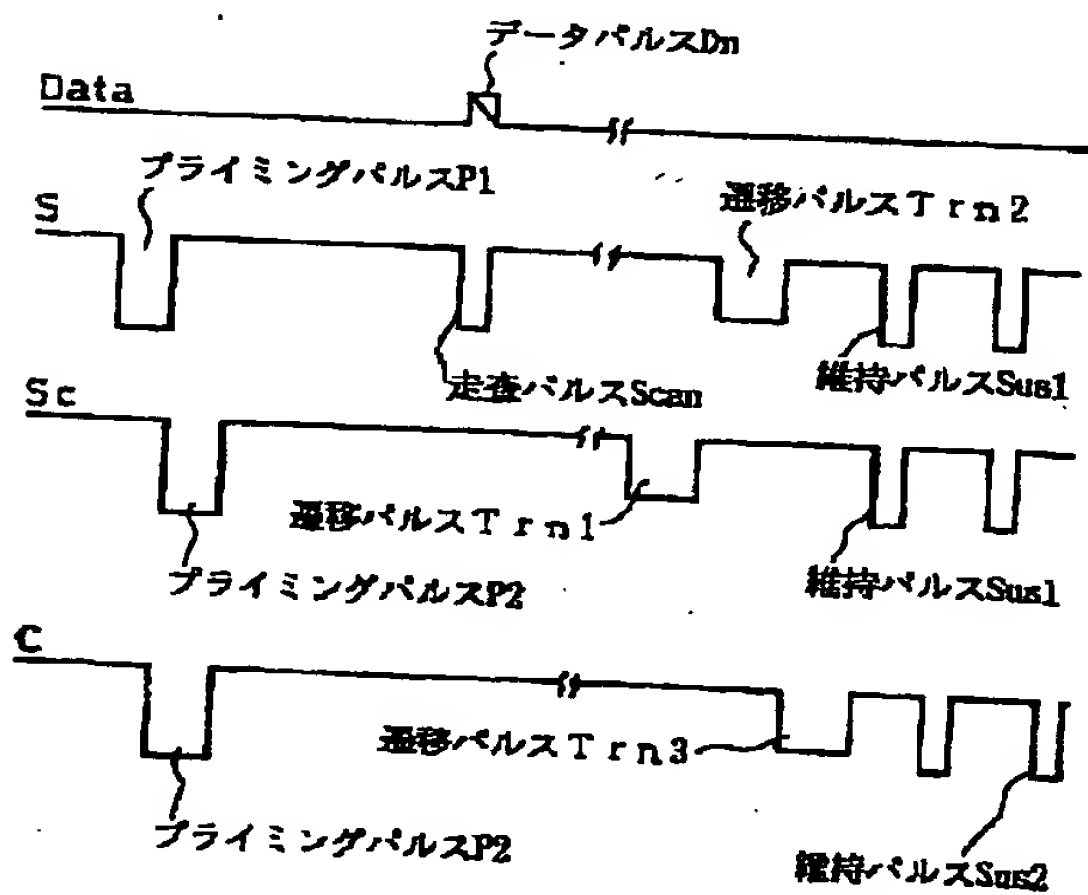 データパルスDn
Data
プライミングパルスP1
遷移パルスTrn2
S
走査パルスScan
維持パルスSus1
Sc
遷移パルスTrn1
プライミングパルスP2
維持パルスSus1
C
遷移パルスTrn3
プライミングパルスP2
維持パルスSus2